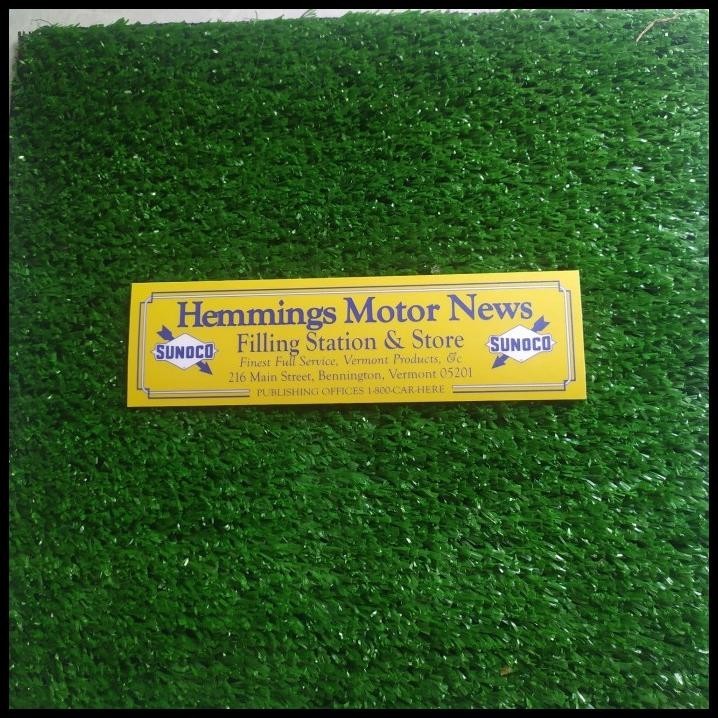 Hemmings Motor News
Filling Station & Store
SUNOCO
SUNOCO
Finest Full Service, Vermont Products, &c
216 Main Street, Bennington, Vermont 05201
PUBLISHING OFFICES 1-800-CAR-HERE